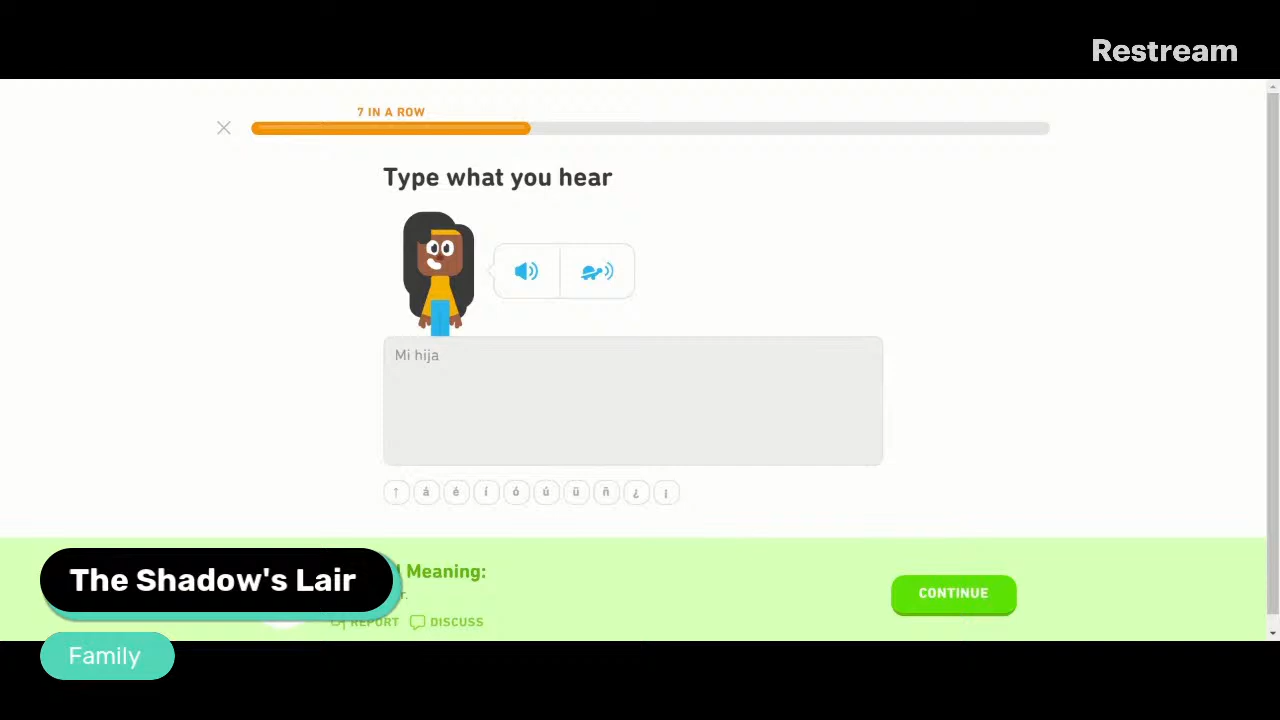 Restream
7 IN A ROW
Type what you hear
Mi hija
↑ á é í ó ú ü ñ ¿ ¡
Meaning:
r.
CONTINUE
REPORT DISCUSS
The Shadow's Lair
Family